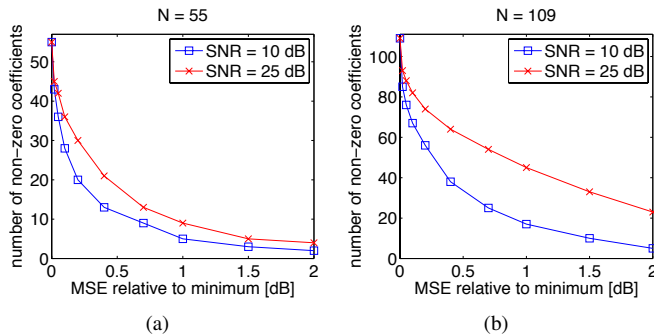 N = 55
number of non-zero coefficients
50
40
30
20
10
0
SNR = 10 dB
SNR = 25 dB
0 0.5 1 1.5 2
MSE relative to minimum [dB]
(a)
N = 109
number of non-zero coefficients
100
80
60
40
20
0
SNR = 10 dB
SNR = 25 dB
0 0.5 1 1.5 2
MSE relative to minimum [dB]
(b)